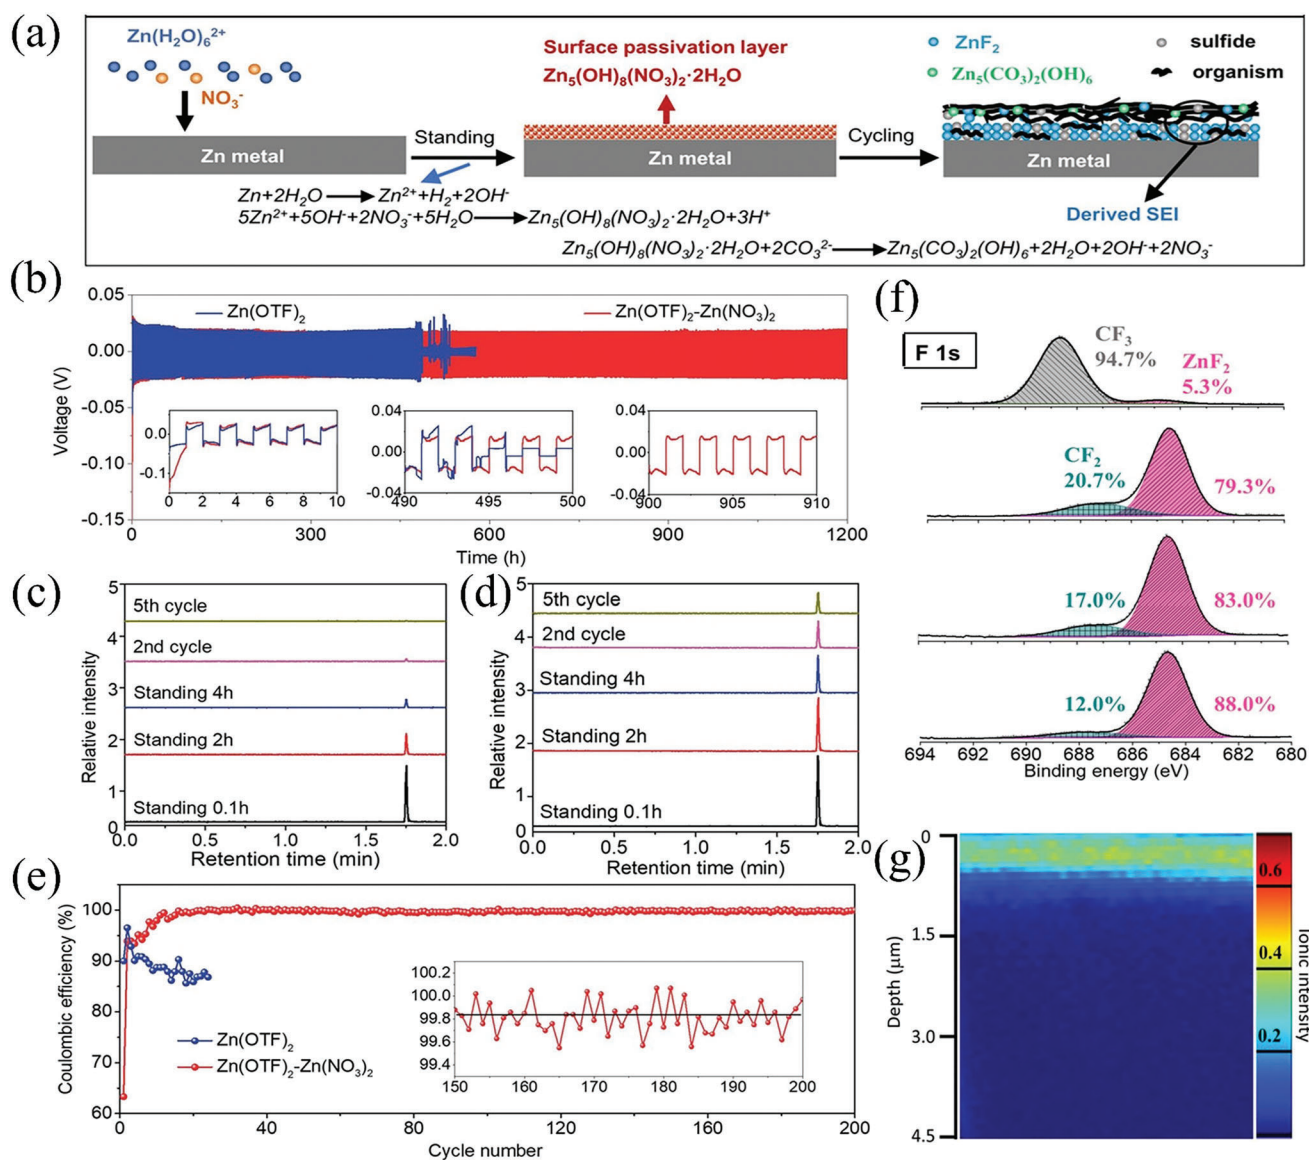 (a)
Zn(H₂O)₆²⁺
NO₃⁻
Zn metal
Standing
Surface passivation layer
Zn₅(OH)₈(NO₃)₂·2H₂O
Zn metal
Cycling
ZnF₂
sulfide
Zn₅(CO₃)₂(OH)₆
organism
Zn metal
Derived SEI
Zn+2H₂O⟶Zn²⁺+H₂+2OH⁻
5Zn²⁺+5OH⁻+2NO₃⁻+5H₂O⟶Zn₅(OH)₈(NO₃)₂·2H₂O+3H⁺
Zn₅(OH)₈(NO₃)₂·2H₂O+2CO₃²⁻⟶Zn₅(CO₃)₂(OH)₆+2H₂O+2OH⁻+2NO₃⁻
(b)
Voltage (V)
0.05
0.00
-0.05
-0.10
-0.15
Zn(OTF)₂
Zn(OTF)₂-Zn(NO₃)₂
0.0
-0.1
0 2 4 6 8 10
0.04
0.00
-0.04
490 495 500
0.04
0.00
-0.04
900 905 910
0 300 600 900 1200
Time (h)
(c)
Relative intensity
5
4
3
2
1
0
5th cycle
2nd cycle
Standing 4h
Standing 2h
Standing 0.1h
0.0 0.5 1.0 1.5 2.0
Retention time (min)
(d)
Relative intensity
5
4
3
2
1
0
5th cycle
2nd cycle
Standing 4h
Standing 2h
Standing 0.1h
0.0 0.5 1.0 1.5 2.0
Retention time (min)
(e)
Coulombic efficiency (%)
100
90
80
70
60
Zn(OTF)₂
Zn(OTF)₂-Zn(NO₃)₂
100.2
100.0
99.8
99.6
99.4
150 160 170 180 190 200
0 40 80 120 160 200
Cycle number
(f)
F 1s
CF₃
94.7%
ZnF₂
5.3%
CF₂
20.7%
79.3%
17.0%
83.0%
12.0%
88.0%
694 692 690 688 686 684 682 680
Binding energy (eV)
(g)
Depth (μm)
0
1.5
3.0
4.5
0.6
0.4
0.2
Ionic intensity